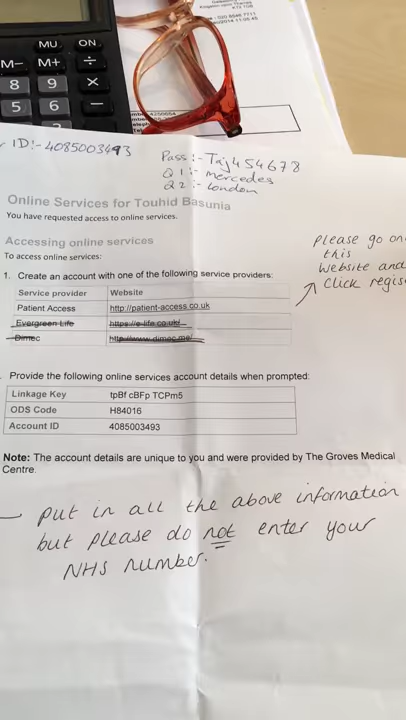 MU
ON
M-
M+
÷
8
9
×
5
6
-
Kingston upon Thames
KT3 7DB
ID:- 4085003493
Pass:- Taj454678
Q1:- mercedes
Q2:- London
Online Services for Touhid Basunia
You have requested access to online services.
Accessing online services
To access online services:
Please go on
this
website and
click regis
1. Create an account with one of the following service providers:
Service provider Website
Patient Access http://patient-access.co.uk
Evergreen Life https://e-life.co.uk/
Dimec http://www.dimec.me/
Provide the following online services account details when prompted:
Linkage Key tpBf cBFp TCPm5
ODS Code H84016
Account ID 4085003493
Note: The account details are unique to you and were provided by The Groves Medical
Centre.
- put in all the above information
but please do not enter your
NHS number.